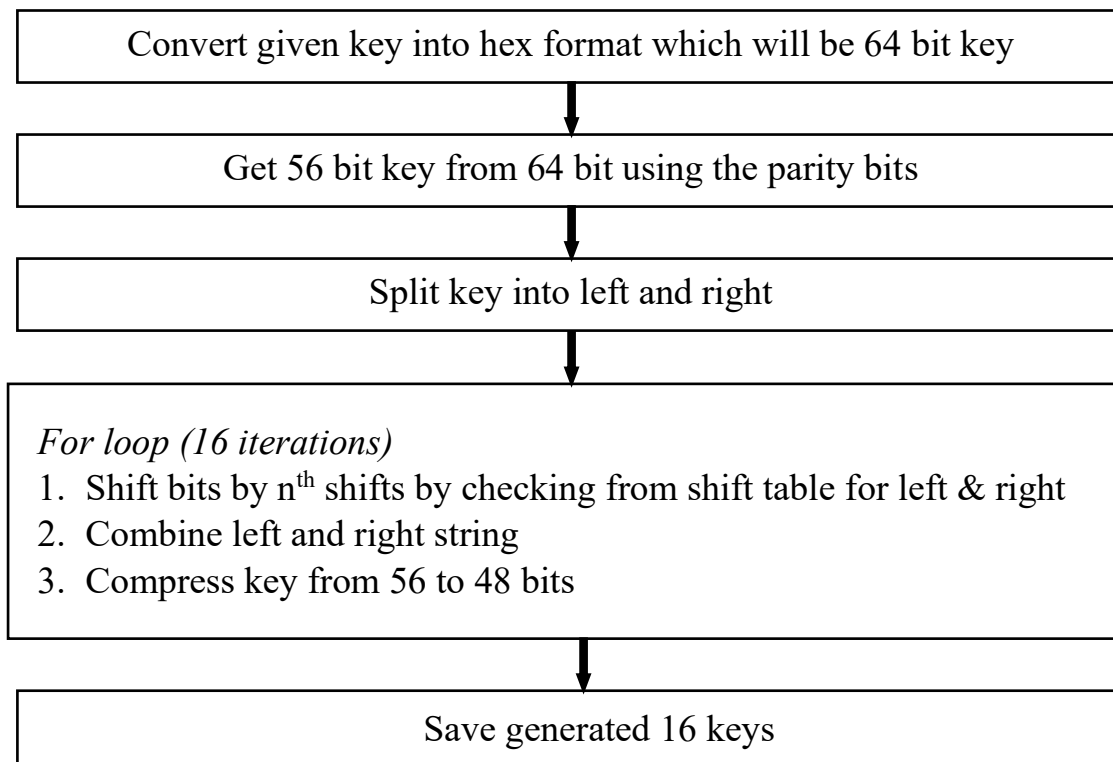 Convert given key into hex format which will be 64 bit key
Get 56 bit key from 64 bit using the parity bits
Split key into left and right
For loop (16 iterations)
1. Shift bits by nth shifts by checking from shift table for left & right
2. Combine left and right string
3. Compress key from 56 to 48 bits
Save generated 16 keys